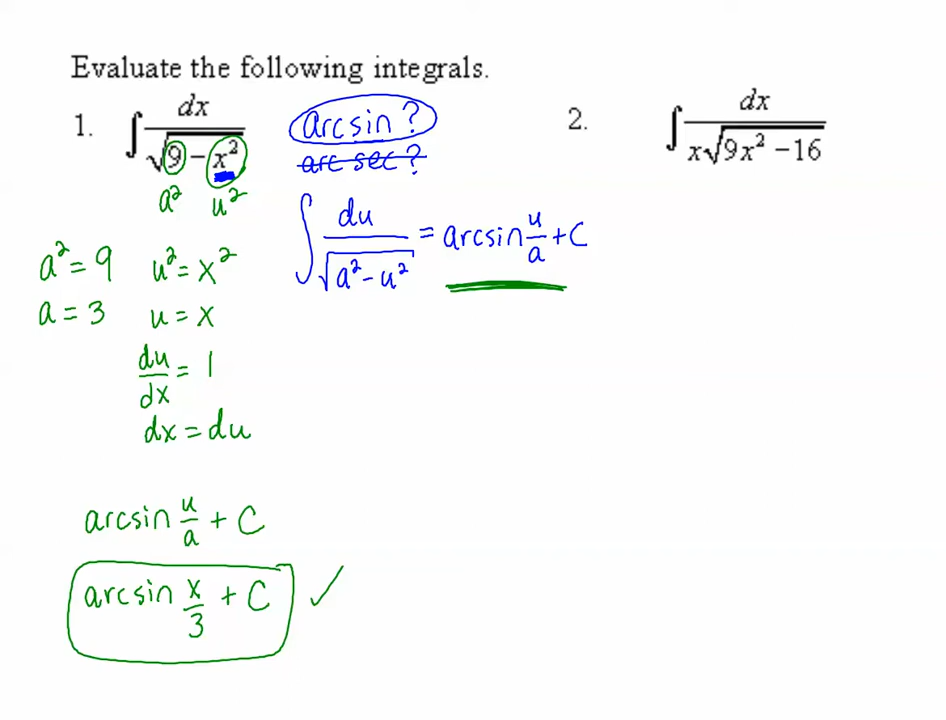 Evaluate the following integrals.
1. ∫ dx / √(9 − x²)
a² u²
arcsin ?
arc sec ?
∫ du / √(a² − u²) = arcsin u/a + C
a² = 9 u² = x²
a = 3 u = x
du/dx = 1
dx = du
arcsin u/a + C
arcsin x/3 + C ✓
2. ∫ dx / x√(9x² − 16)